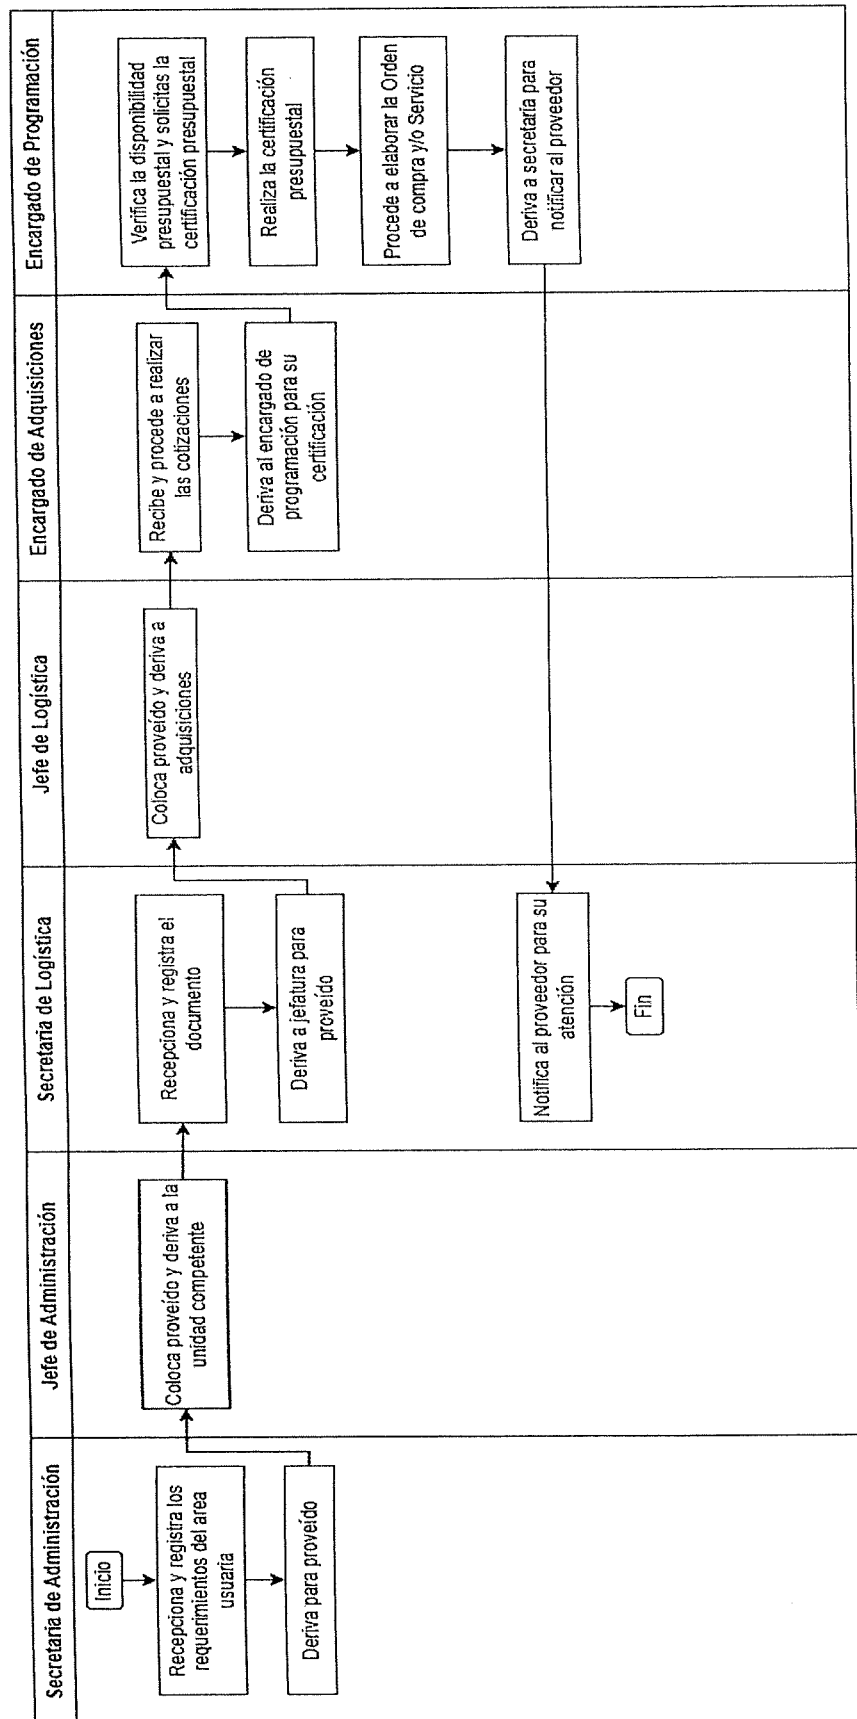 Secretaria de Administración
Jefe de Administración
Secretaria de Logística
Jefe de Logística
Encargado de Adquisiciones
Encargado de Programación
Inicio
Recepciona y registra los
requerimientos del area
usuaria
Deriva para proveído
Coloca proveído y deriva a la
unidad competente
Recepciona y registra el
documento
Deriva a jefatura para
proveído
Coloca proveído y deriva a
adquisiciones
Recibe y procede a realizar
las cotizaciones
Deriva al encargado de
programación para su
certificación
Verifica la disponibilidad
presupuestal y solicitas la
certificación presupuestal
Realiza la certificación
presupuestal
Procede a elaborar la Orden
de compra y/o Servicio
Deriva a secretaría para
notificar al proveedor
Notifica al proveedor para su
atención
Fin